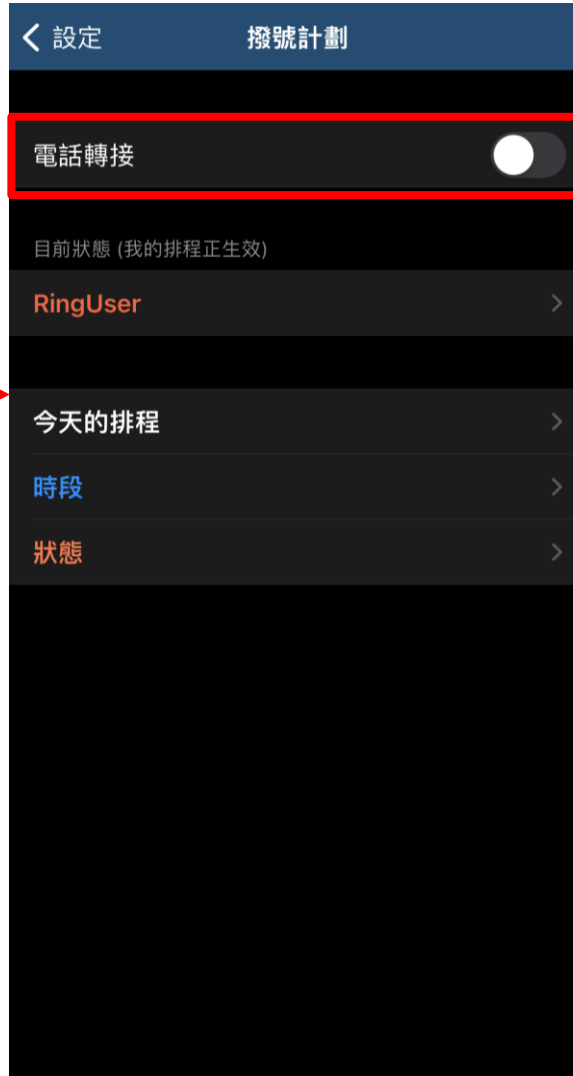 設定
撥號計劃
電話轉接
目前狀態 (我的排程正生效)
RingUser
今天的排程
時段
狀態